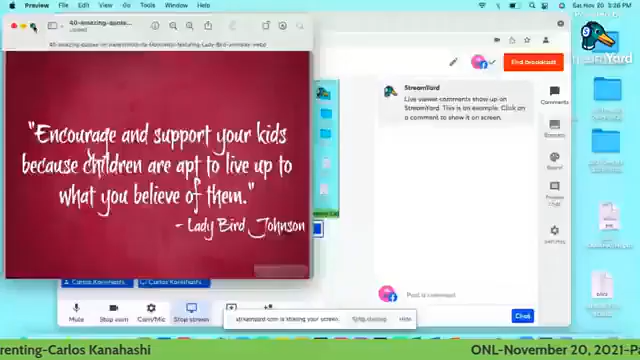 Preview File Edit View Go Tools Window Help
Sat Nov 20 5:36 PM
End broadcast
StreamYard
Live viewer comments show up on
StreamYard. This is an example. Click on
a comment to show it on screen.
Comments
Banners
Brand
"Encourage and support your kids
because children are apt to live up to
what you believe of them."
- Lady Bird Johnson
Carlos Kanahashi...
Carlos Kanahashi...
Mute
Stop cam
Cam/Mic
Stop screen
streamyard.com is sharing your screen.
Stop sharing
Hide
Post a comment
Chat
renting-Carlos Kanahashi
ONL-November 20, 2021-P